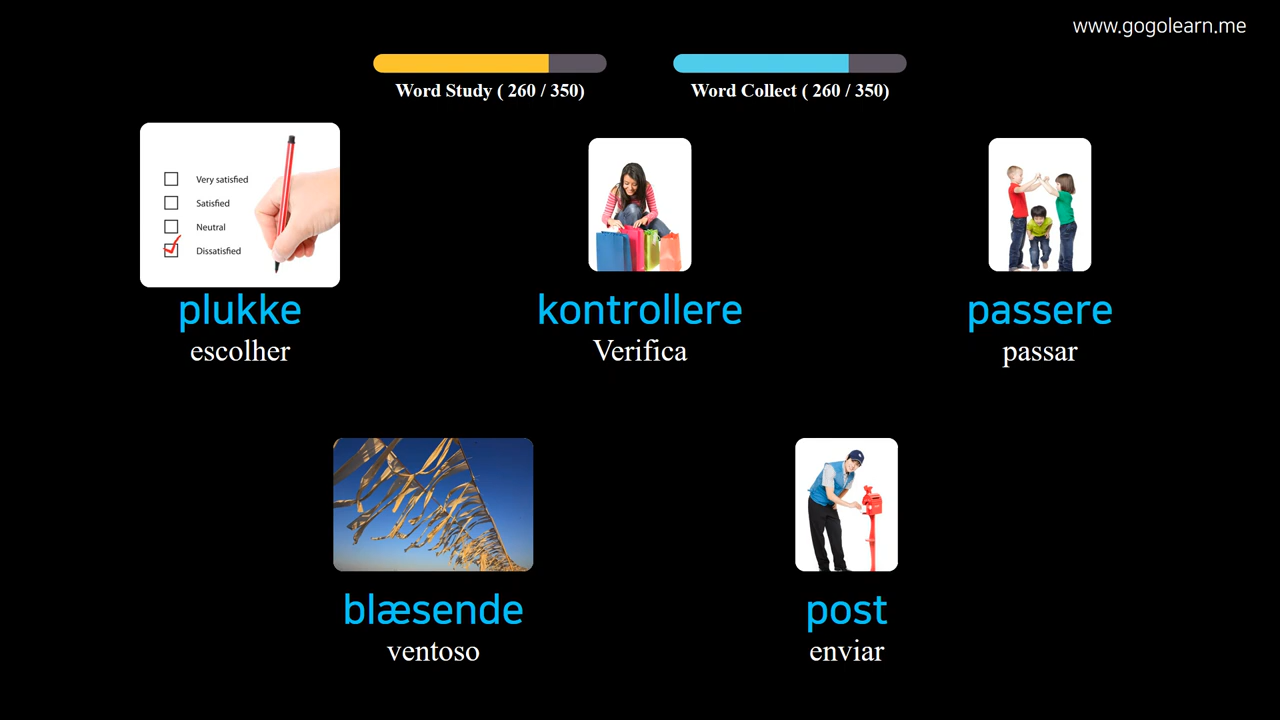 www.gogolearn.me
Word Study ( 260 / 350)
Word Collect ( 260 / 350)
Very satisfied
Satisfied
Neutral
Dissatisfied
plukke
escolher
kontrollere
Verifica
passere
passar
blæsende
ventoso
post
enviar